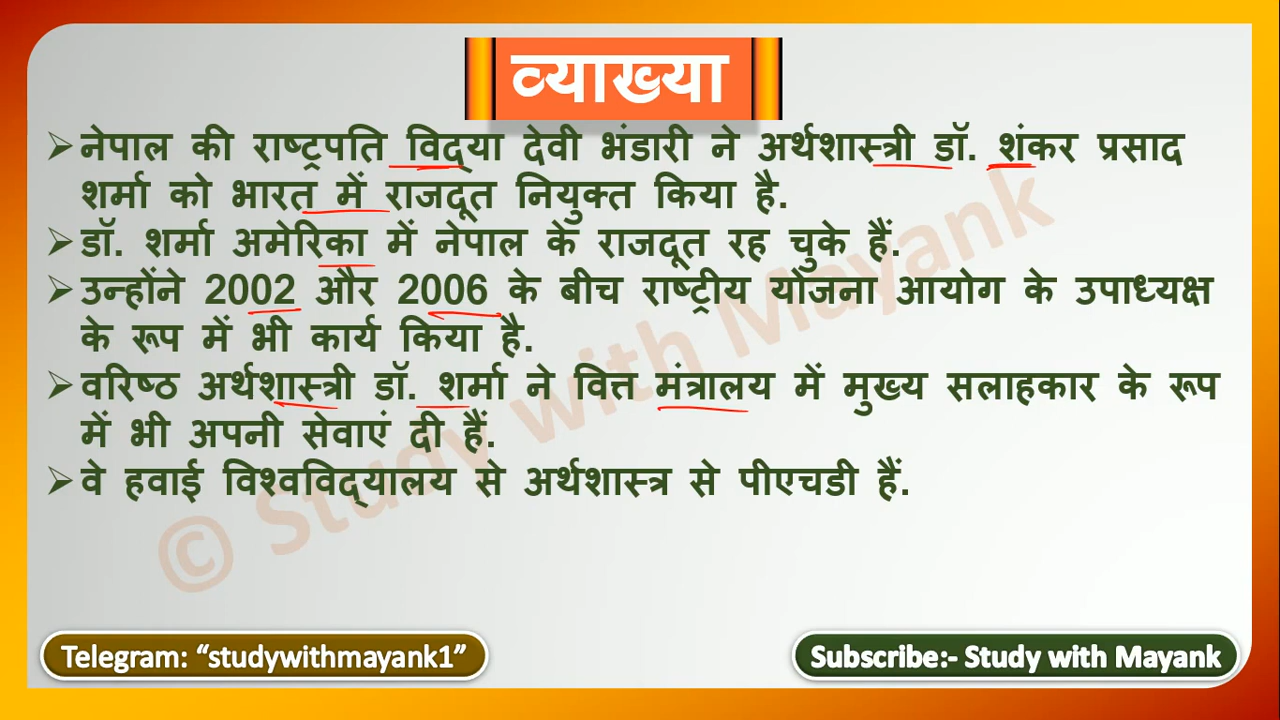 व्याख्या
➢नेपाल की राष्ट्रपति विद्या देवी भंडारी ने अर्थशास्त्री डॉ. शंकर प्रसाद
शर्मा को भारत में राजदूत नियुक्त किया है.
➢डॉ. शर्मा अमेरिका में नेपाल के राजदूत रह चुके हैं.
➢उन्होंने 2002 और 2006 के बीच राष्ट्रीय योजना आयोग के उपाध्यक्ष
के रूप में भी कार्य किया है.
➢वरिष्ठ अर्थशास्त्री डॉ. शर्मा ने वित्त मंत्रालय में मुख्य सलाहकार के रूप
में भी अपनी सेवाएं दी हैं.
➢वे हवाई विश्वविद्यालय से अर्थशास्त्र से पीएचडी हैं.
© Study with Mayank
Telegram: “studywithmayank1”
Subscribe:- Study with Mayank